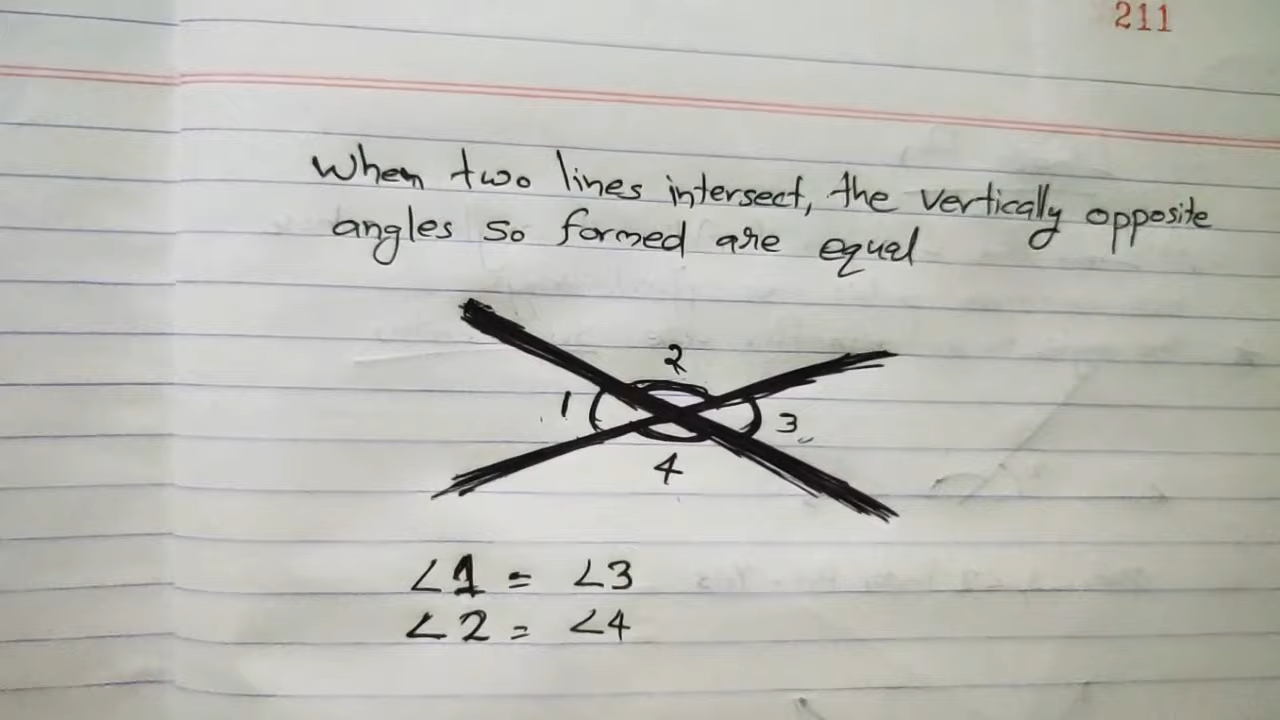 211
When two lines intersect, the vertically opposite
angles so formed are equal
2
1
3
4
∠1 = ∠3
∠2 = ∠4